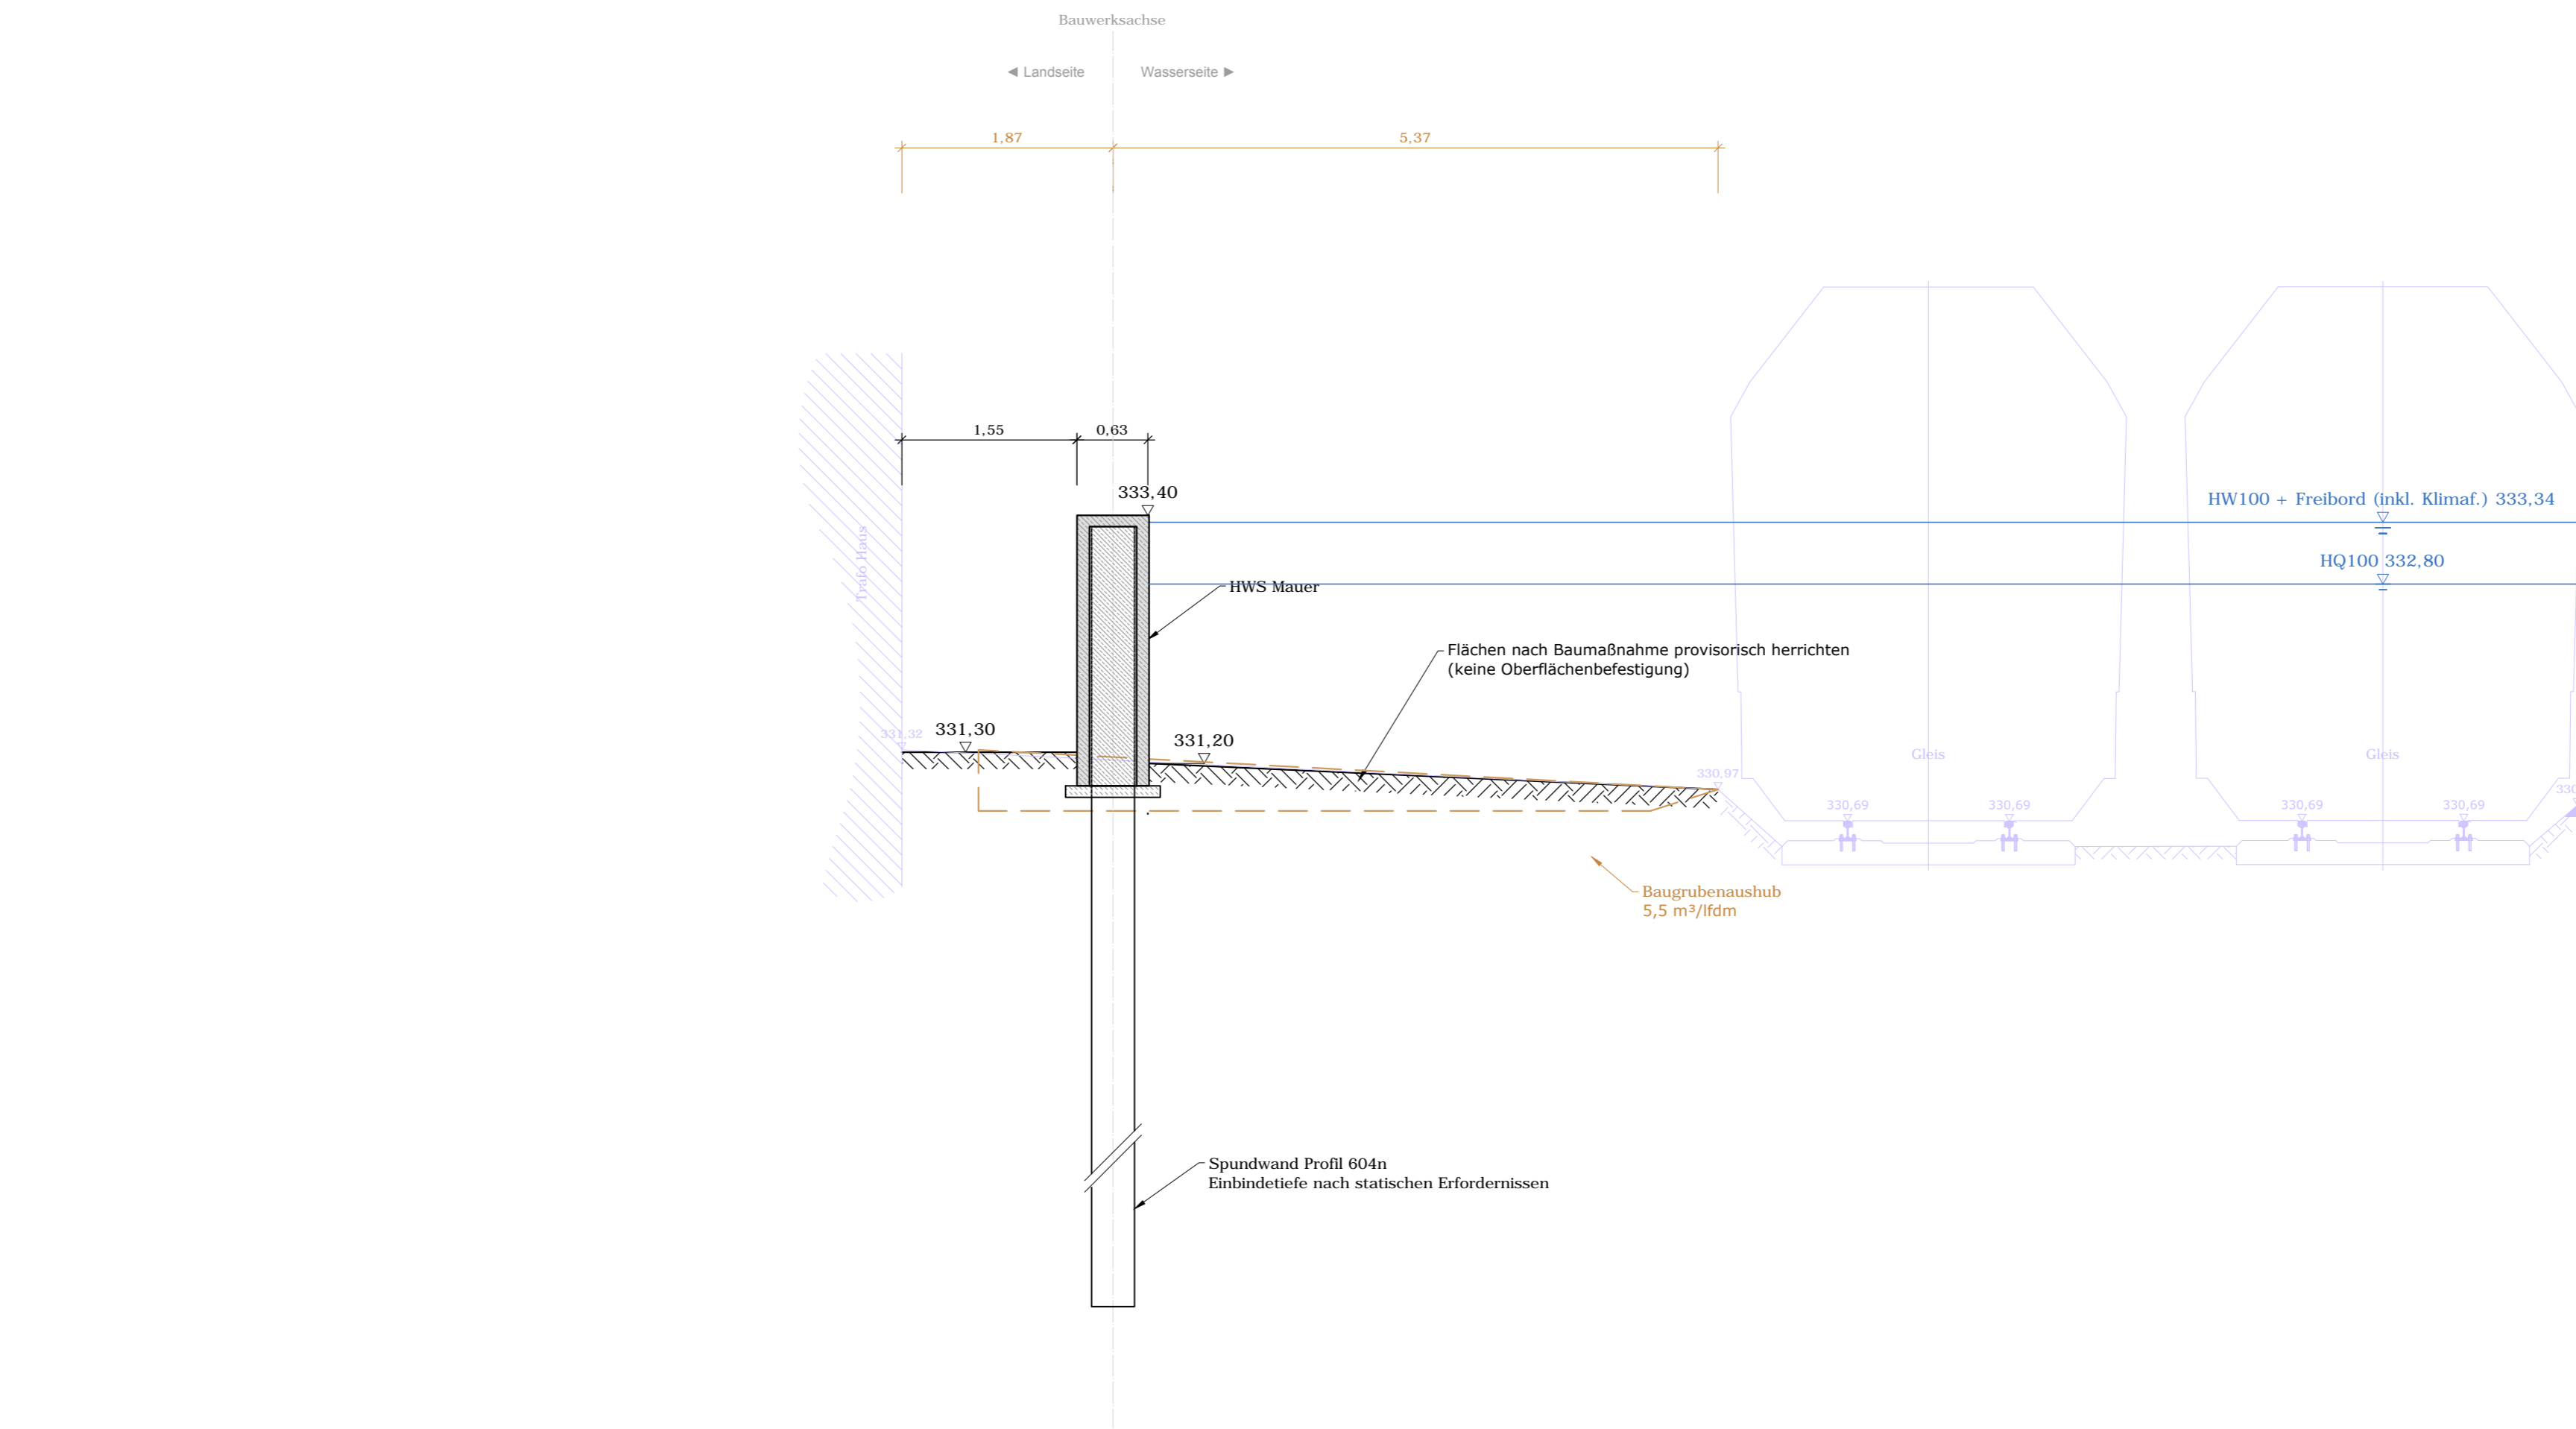 Bauwerksachse
◄ Landseite
Wasserseite ►
1,87
5,37
1,55
0,63
333,40
HW100 + Freibord (inkl. Klimaf.) 333,34
HQ100 332,80
HWS Mauer
Trafo Haus
Flächen nach Baumaßnahme provisorisch herrichten
(keine Oberflächenbefestigung)
331,32
331,30
331,20
Gleis
Gleis
330,97
330,69
330,69
330,69
330,69
Baugrubenaushub
5,5 m³/lfdm
Spundwand Profil 604n
Einbindetiefe nach statischen Erfordernissen